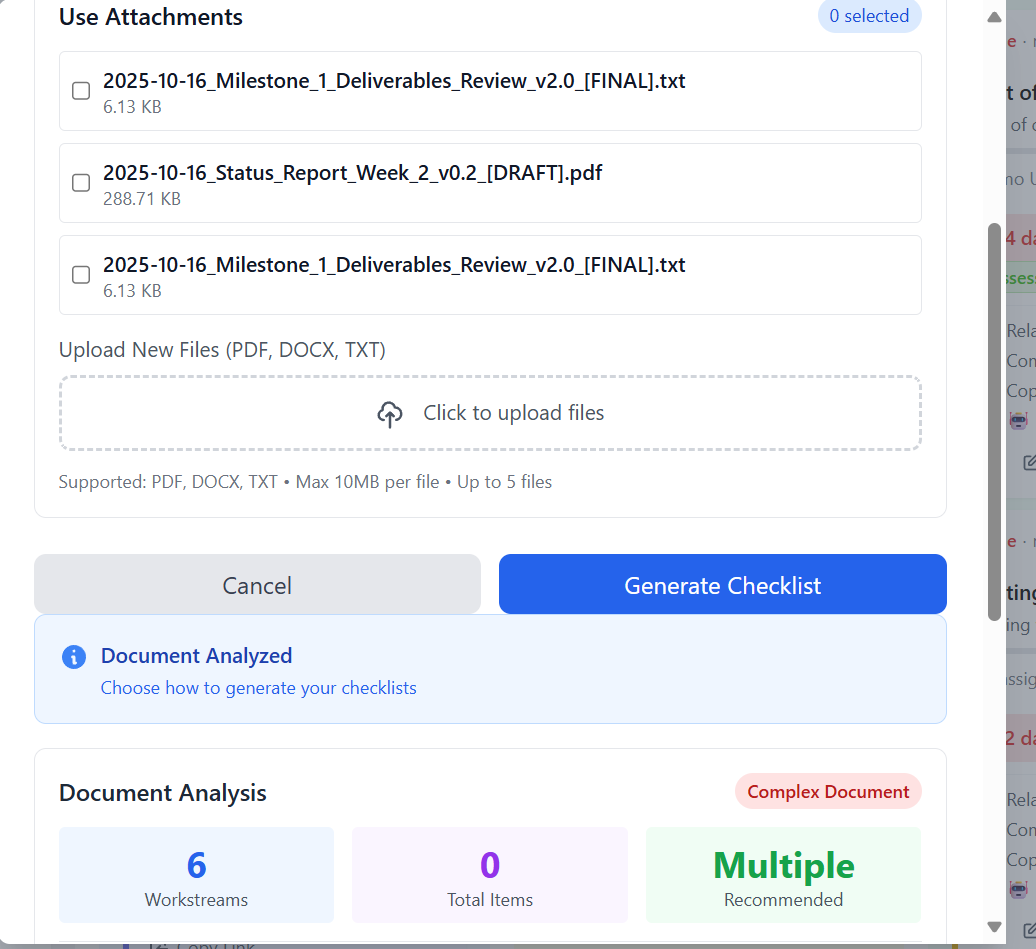 Use Attachments
0 selected
2025-10-16_Milestone_1_Deliverables_Review_v2.0_[FINAL].txt
6.13 KB
2025-10-16_Status_Report_Week_2_v0.2_[DRAFT].pdf
288.71 KB
2025-10-16_Milestone_1_Deliverables_Review_v2.0_[FINAL].txt
6.13 KB
Upload New Files (PDF, DOCX, TXT)
Click to upload files
Supported: PDF, DOCX, TXT • Max 10MB per file • Up to 5 files
Cancel
Generate Checklist
Document Analyzed
Choose how to generate your checklists
Document Analysis
Complex Document
6
Workstreams
0
Total Items
Multiple
Recommended
Copy Link